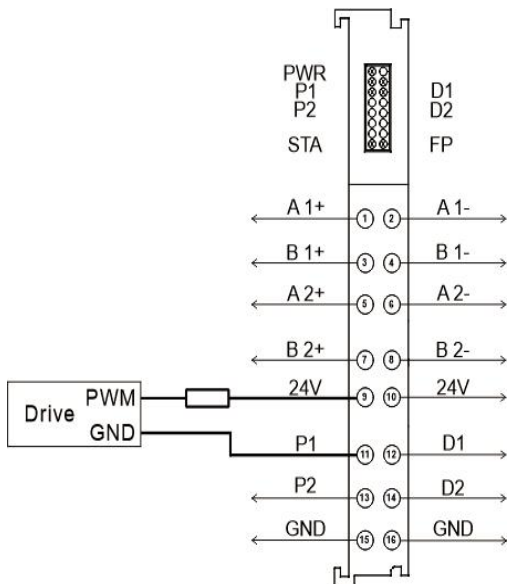 PWR
P1 D1
P2 D2
STA FP
A 1+ 1 2 A 1-
B 1+ 3 4 B 1-
A 2+ 5 6 A 2-
B 2+ 7 8 B 2-
Drive PWM 24V 9 10 24V
GND P1 11 12 D1
P2 13 14 D2
GND 15 16 GND